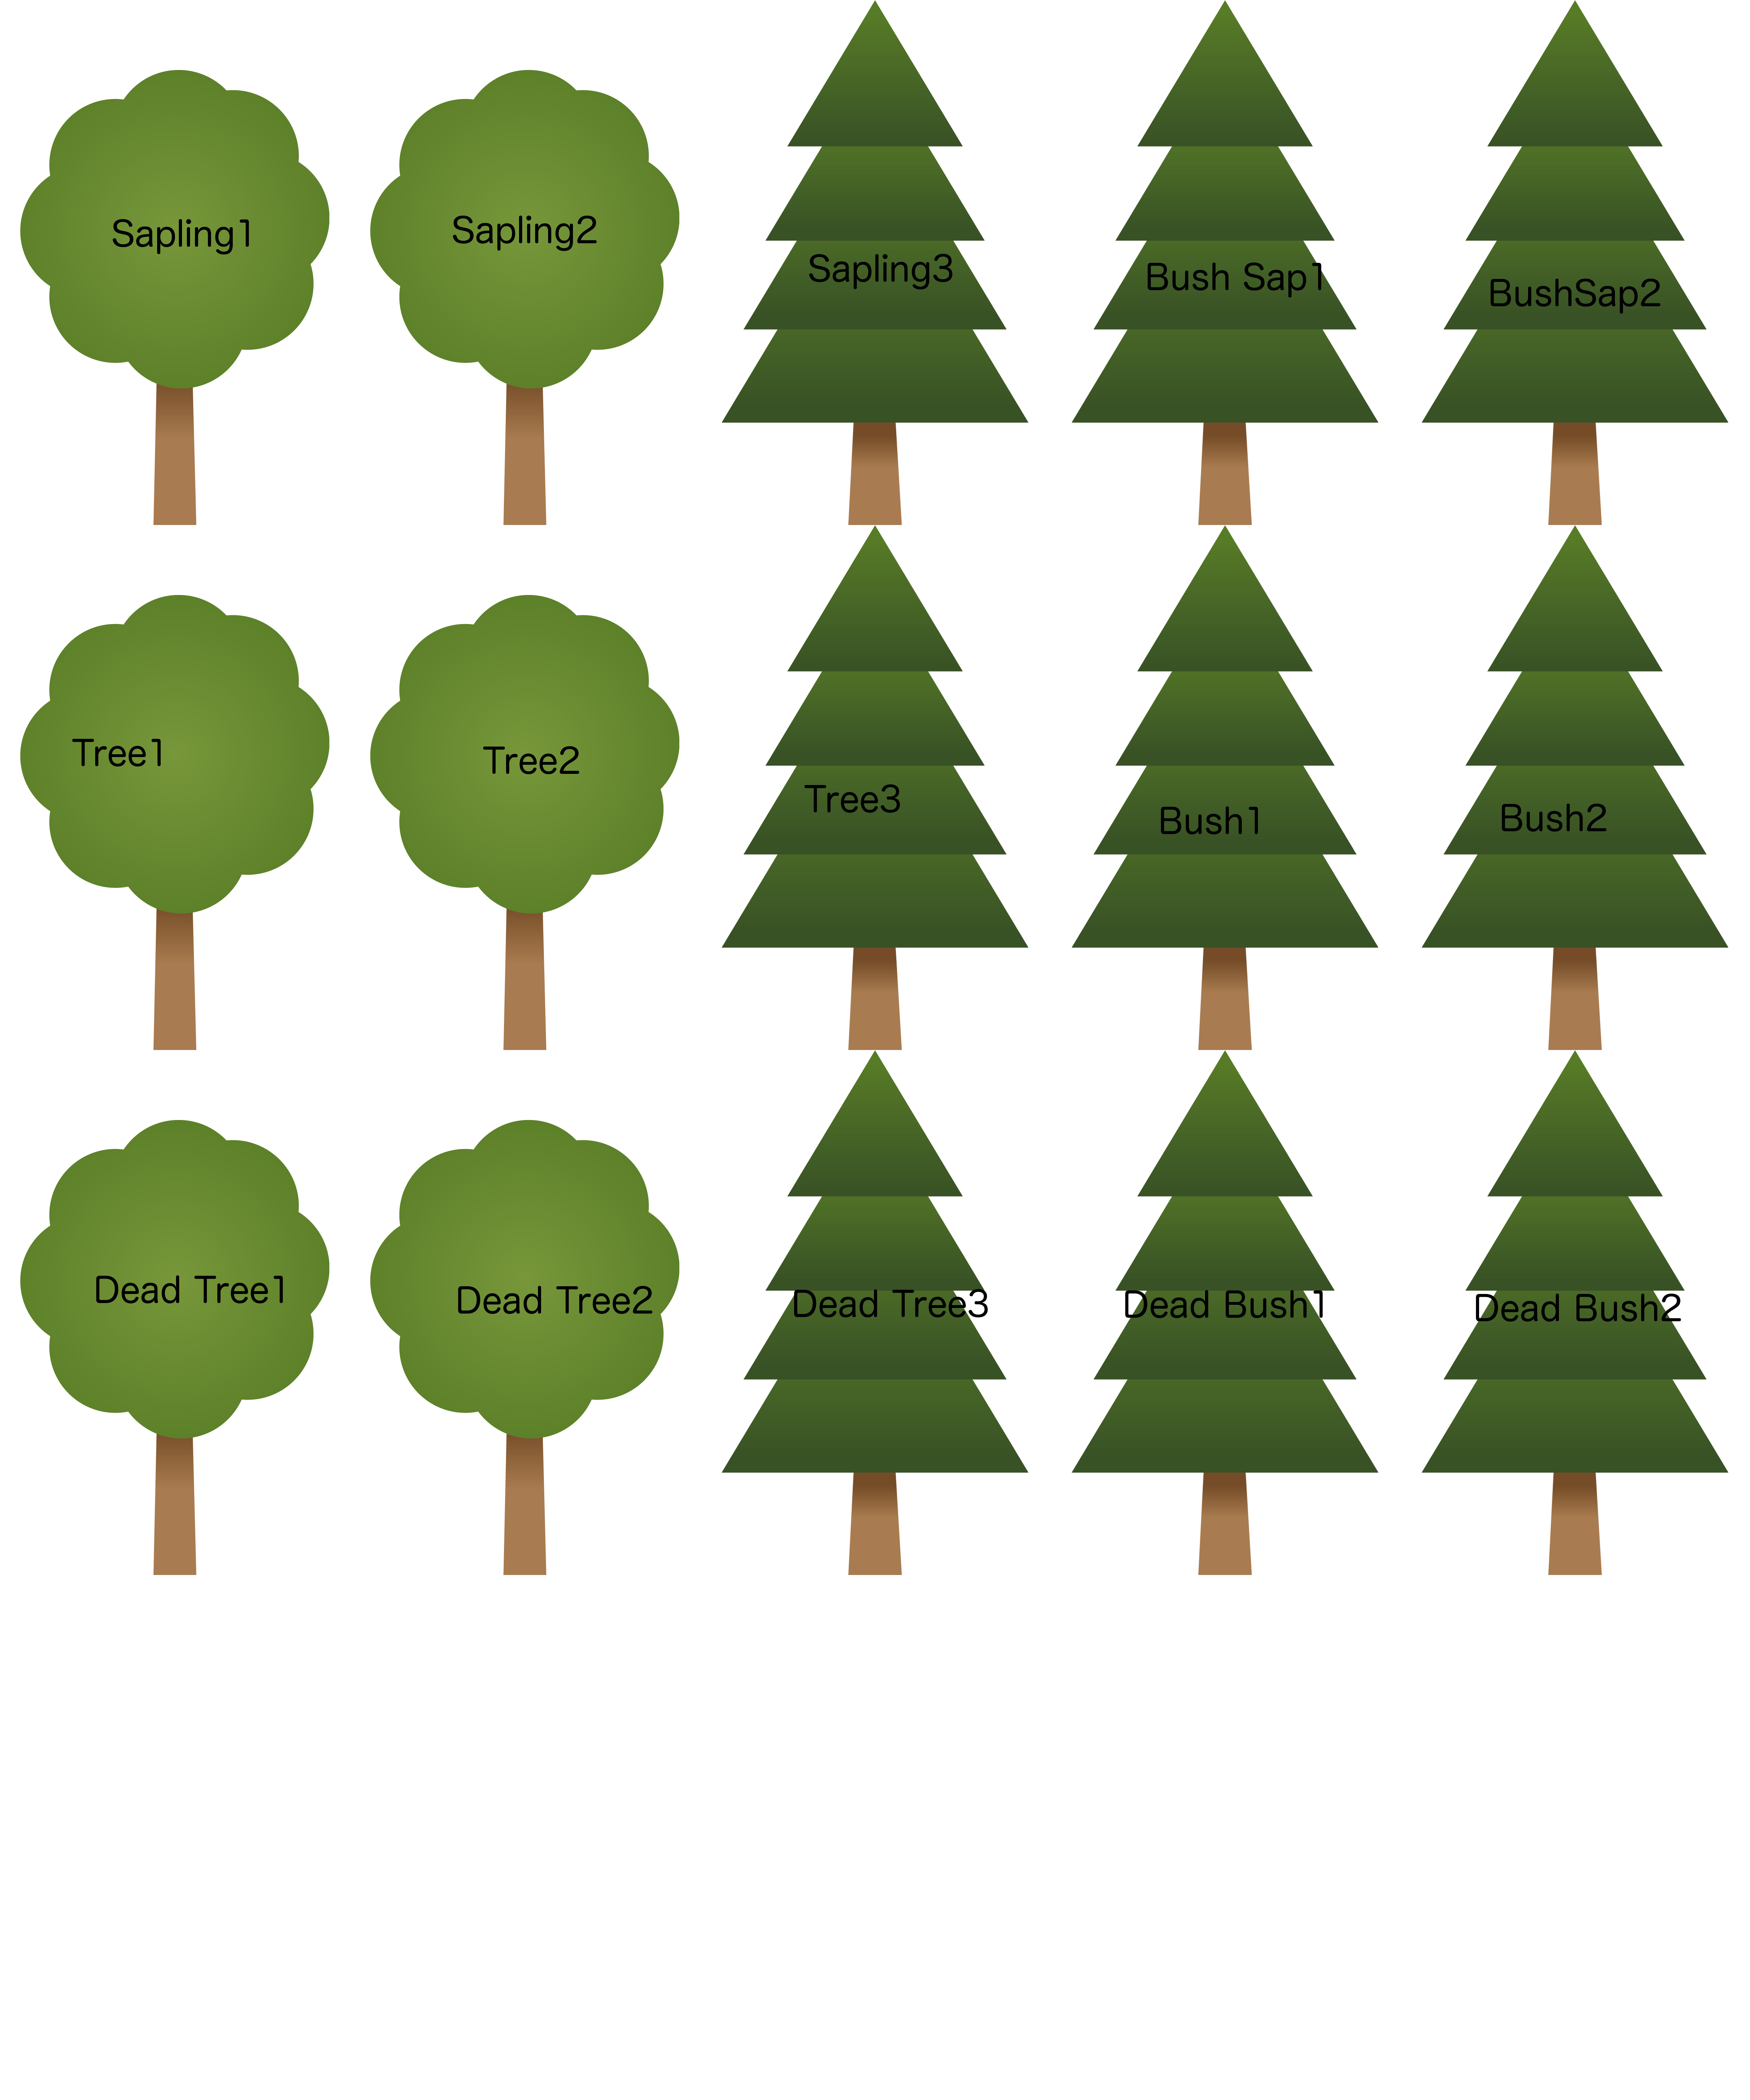 Sapling1
Sapling2
Sapling3
Bush Sap1
BushSap2
Tree1
Tree2
Tree3
Bush1
Bush2
Dead Tree1
Dead Tree2
Dead Tree3
Dead Bush1
Dead Bush2